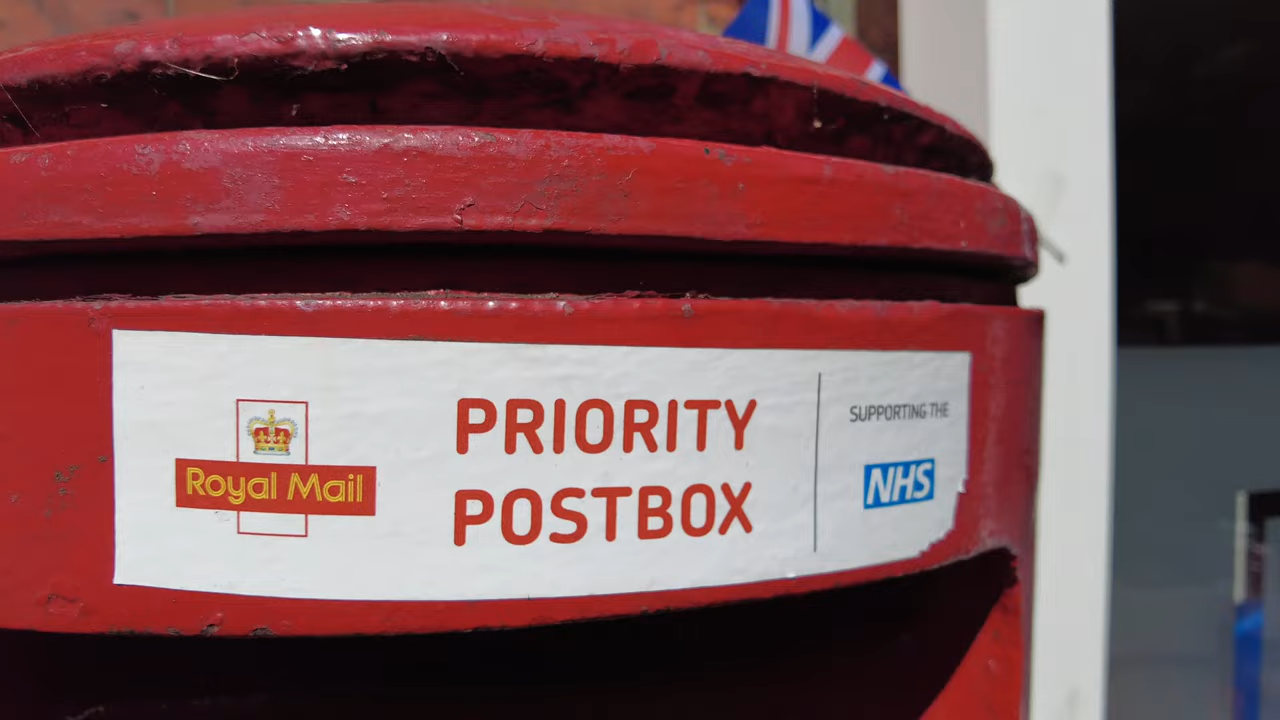 Royal Mail
PRIORITY
POSTBOX
SUPPORTING THE
NHS